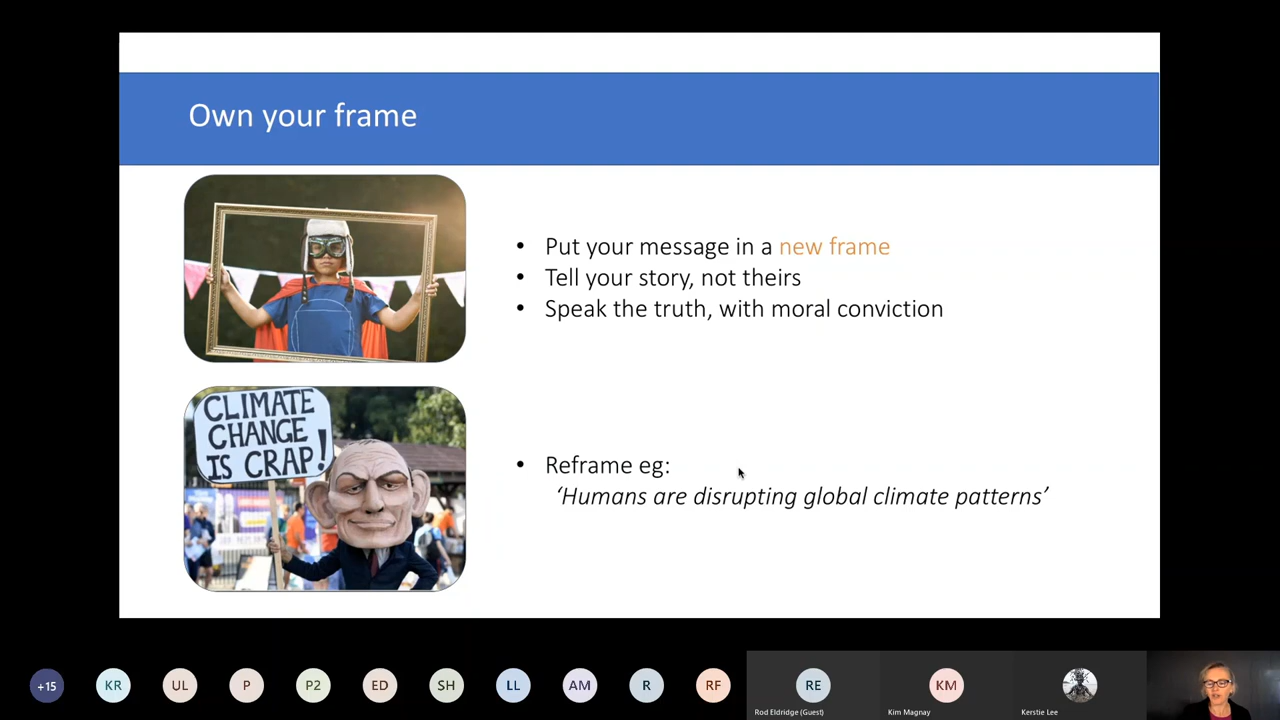 Own your frame
• Put your message in a new frame
• Tell your story, not theirs
• Speak the truth, with moral conviction
CLIMATE
CHANGE
IS CRAP!
• Reframe eg:
‘Humans are disrupting global climate patterns’
+15
KR
UL
P
P2
ED
SH
LL
AM
R
RF
RE
KM
Rod Eldridge (Guest)
Kim Magnay
Kerstie Lee